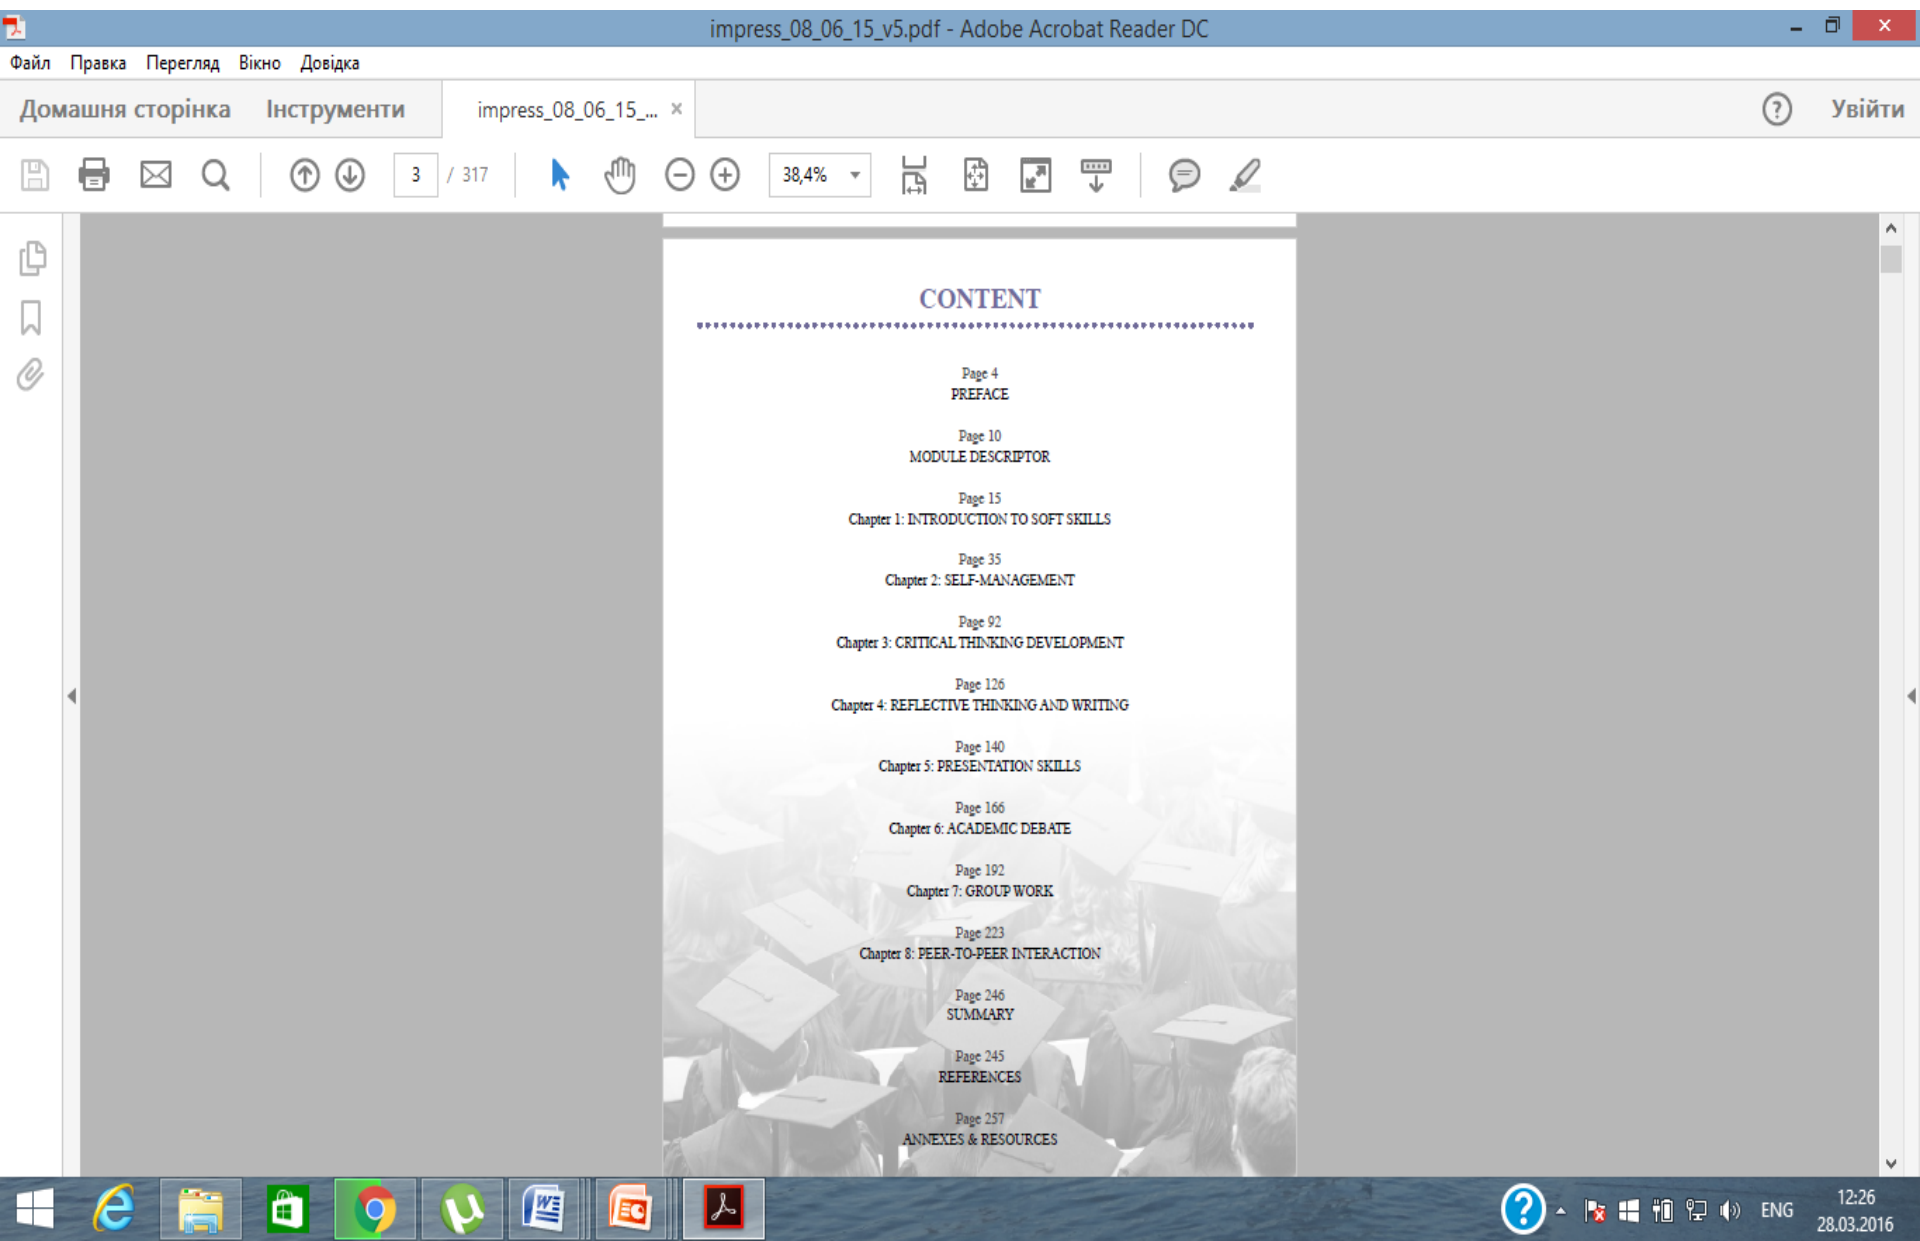 impress_08_06_15_v5.pdf - Adobe Acrobat Reader DC
Файл Правка Перегляд Вікно Довідка
Домашня сторінка Інструменти impress_08_06_15_... × ? Увійти
3 / 317 38,4%
CONTENT
Page 4
PREFACE
Page 10
MODULE DESCRIPTOR
Page 15
Chapter 1: INTRODUCTION TO SOFT SKILLS
Page 35
Chapter 2: SELF-MANAGEMENT
Page 92
Chapter 3: CRITICAL THINKING DEVELOPMENT
Page 126
Chapter 4: REFLECTIVE THINKING AND WRITING
Page 140
Chapter 5: PRESENTATION SKILLS
Page 166
Chapter 6: ACADEMIC DEBATE
Page 192
Chapter 7: GROUP WORK
Page 223
Chapter 8: PEER-TO-PEER INTERACTION
Page 246
SUMMARY
Page 245
REFERENCES
Page 257
ANNEXES & RESOURCES
ENG 12:26
28.03.2016